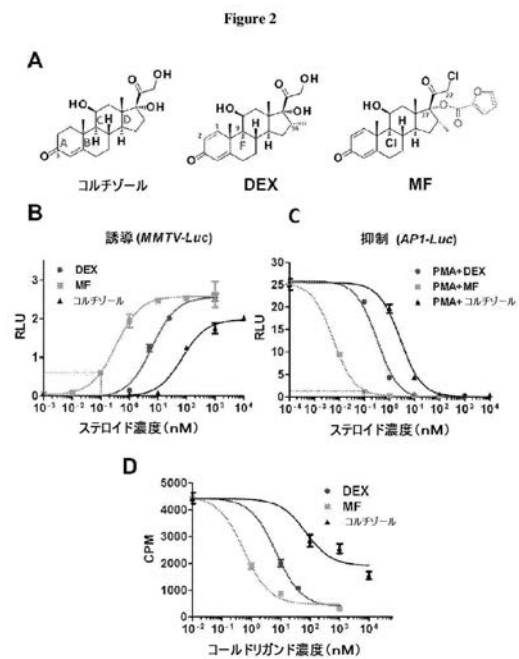 Figure 2
A
OH
HO
OH
H
H
H
A
B
C
D
O
3
コルチゾール
OH
HO
OH
H
F
H
1
2
9
16
O
DEX
Cl
22
HO
17
O
O
O
H
Cl
O
MF
B
誘導 (MMTV-Luc)
DEX
MF
コルチゾール
RLU
3
2
1
0
10⁻³ 10⁻² 10⁻¹ 10⁰ 10¹ 10² 10³ 10⁴
ステロイド濃度(nM)
C
抑制 (AP1-Luc)
PMA+DEX
PMA+MF
PMA+コルチゾール
RLU
30
25
20
15
10
5
0
10⁻⁴ 10⁻³ 10⁻² 10⁻¹ 10⁰ 10¹ 10² 10³ 10⁴
ステロイド濃度(nM)
D
DEX
MF
コルチゾール
CPM
5000
4000
3000
2000
1000
0
10⁻² 10⁻¹ 10⁰ 10¹ 10² 10³ 10⁴
コールドリガンド濃度(nM)